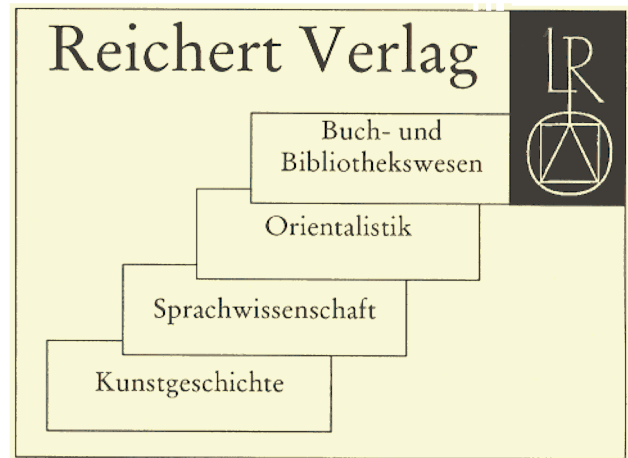 Reichert Verlag
LR
Buch- und
Bibliothekswesen
Orientalistik
Sprachwissenschaft
Kunstgeschichte